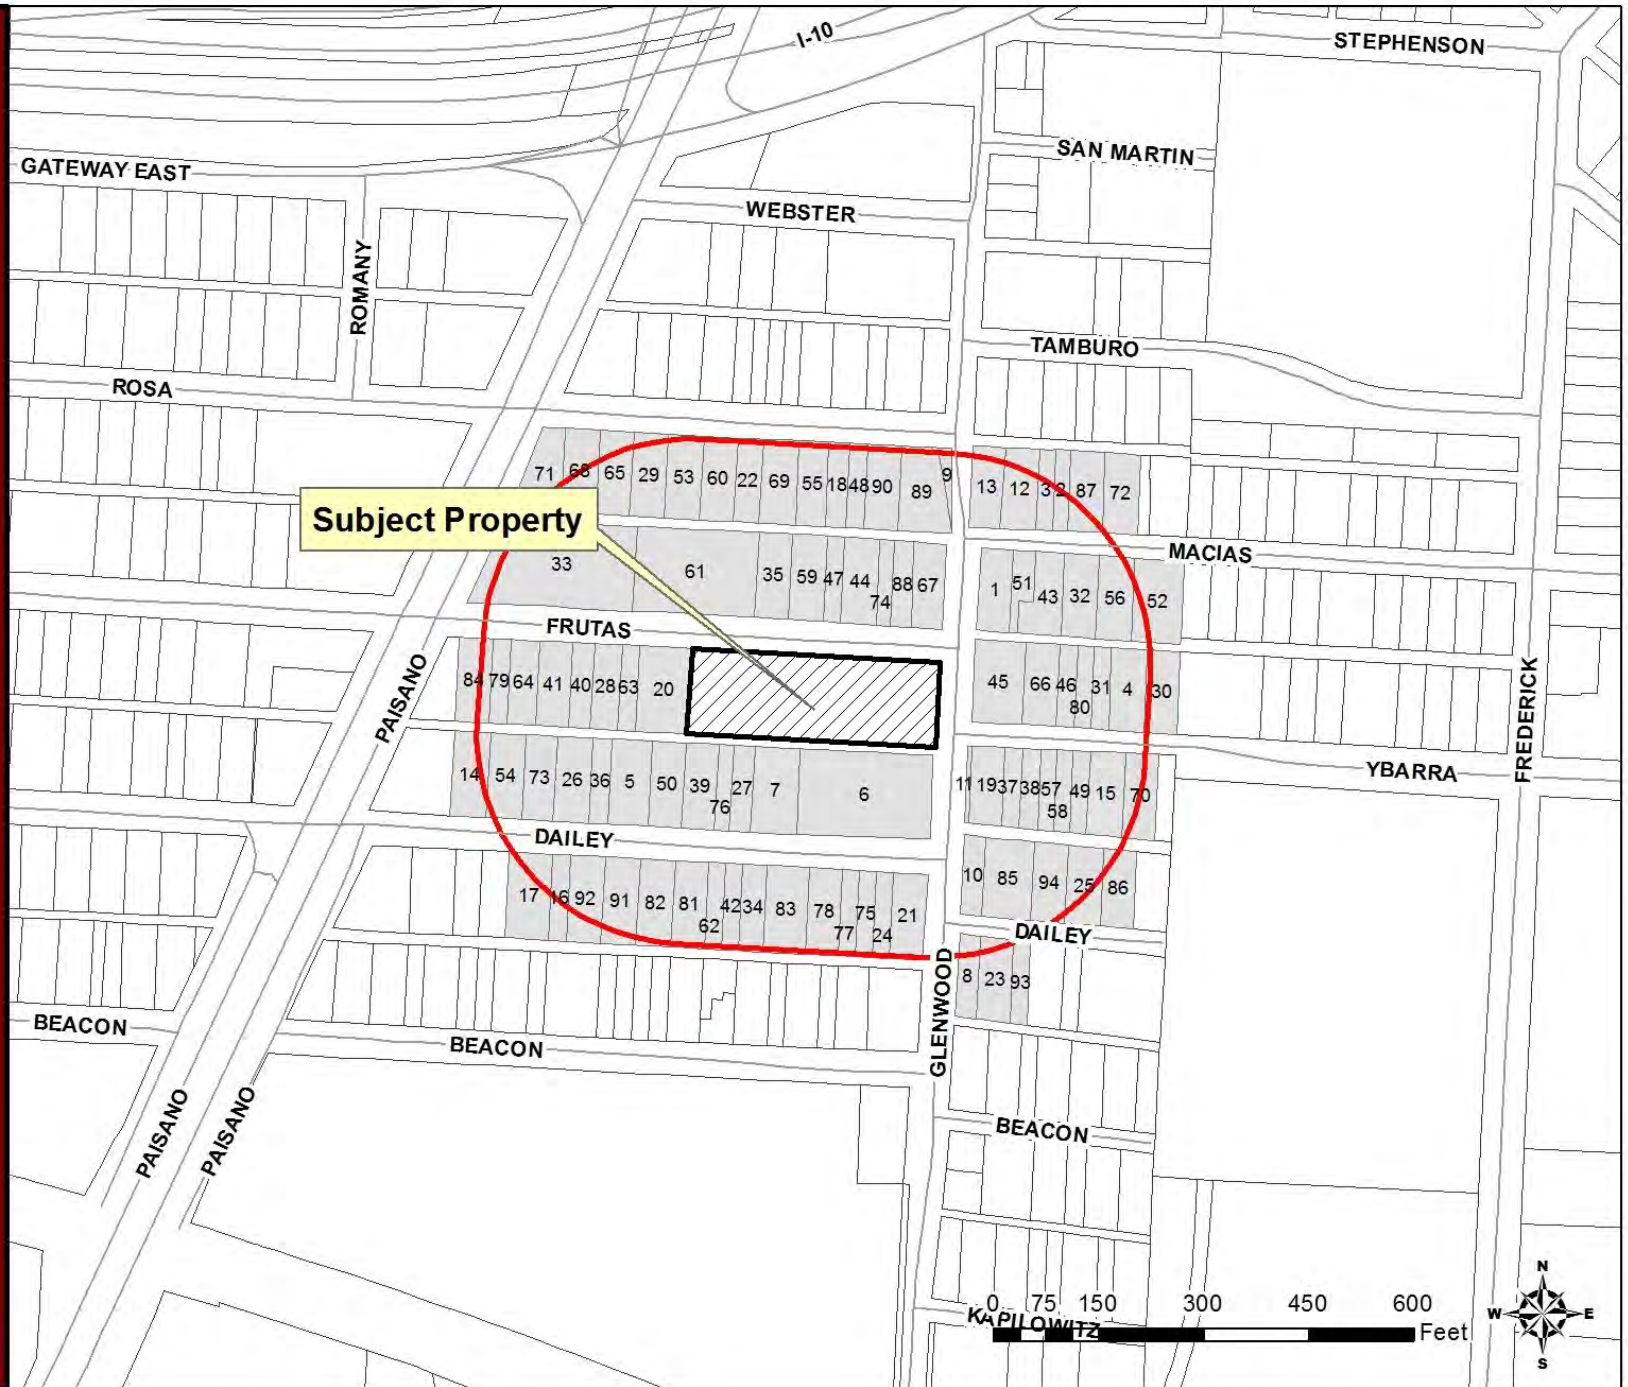 I-10
STEPHENSON
SAN MARTIN
GATEWAY EAST
WEBSTER
ROMANY
TAMBURO
ROSA
71 68 65 29 53 60 22 69 55 18 48 90 89 9 13 12 3 2 87 72
Subject Property
MACIAS
33 61 35 59 47 44 74 88 67 1 51 43 32 56 52
FRUTAS
84 79 64 41 40 28 63 20 45 66 46 80 31 4 30
PAISANO
FREDERICK
YBARRA
14 54 73 26 36 5 50 39 76 27 7 6 11 19 37 38 57 58 49 15 70
DAILEY
10 85 94 25 86
17 16 92 91 82 81 62 42 34 83 78 77 75 24 21
DAILEY
GLENWOOD
8 23 93
BEACON
BEACON
PAISANO
PAISANO
BEACON
KAPILOWITZ
0 75 150 300 450 600
Feet
N
W E
S